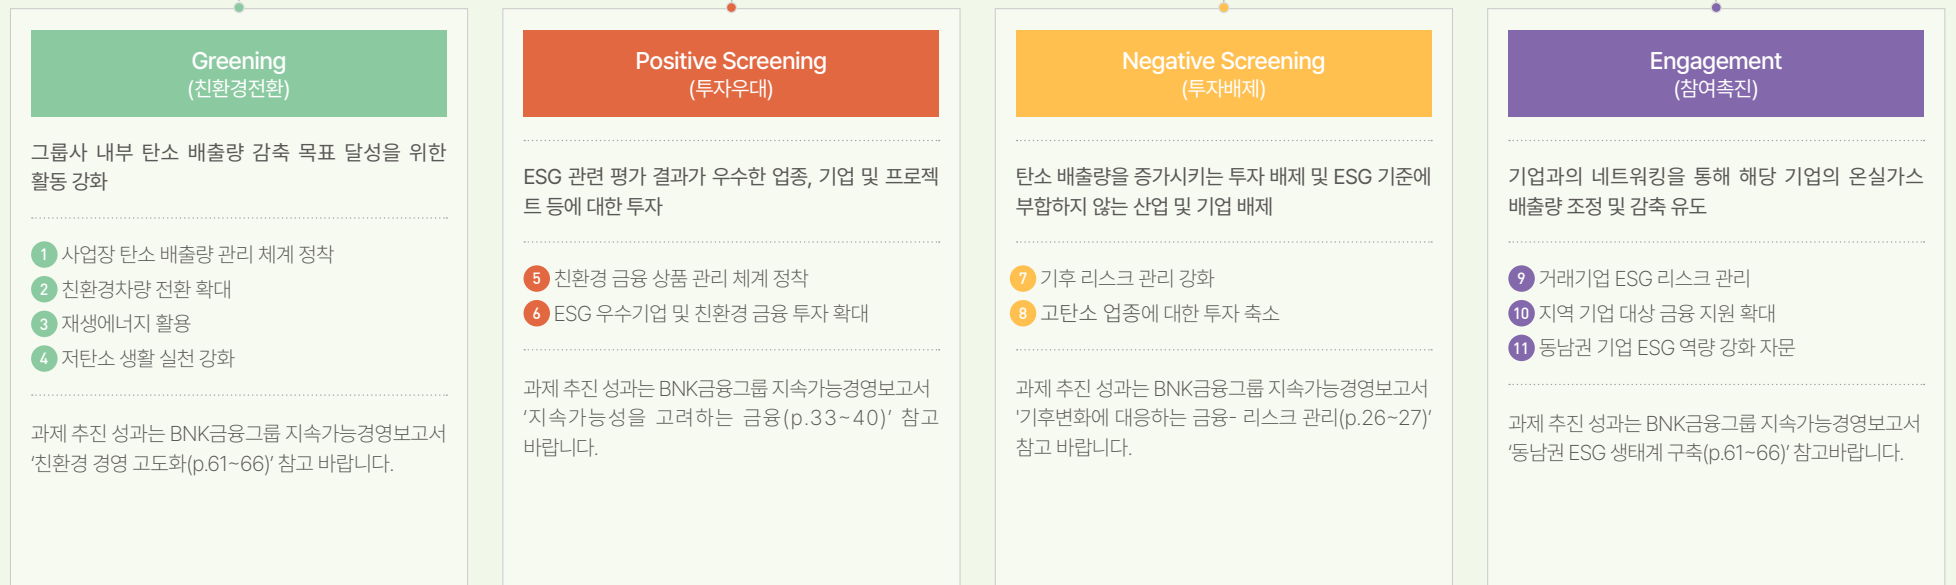 Greening
(친환경전환)
그룹사 내부 탄소 배출량 감축 목표 달성을 위한
활동 강화
1 사업장 탄소 배출량 관리 체계 정착
2 친환경차량 전환 확대
3 재생에너지 활용
4 저탄소 생활 실천 강화
과제 추진 성과는 BNK금융그룹 지속가능경영보고서
‘친환경 경영 고도화(p.61~66)’ 참고 바랍니다.
Positive Screening
(투자우대)
ESG 관련 평가 결과가 우수한 업종, 기업 및 프로젝
트 등에 대한 투자
5 친환경 금융 상품 관리 체계 정착
6 ESG 우수기업 및 친환경 금융 투자 확대
과제 추진 성과는 BNK금융그룹 지속가능경영보고서
‘지속가능성을 고려하는 금융(p.33~40)’ 참고
바랍니다.
Negative Screening
(투자배제)
탄소 배출량을 증가시키는 투자 배제 및 ESG 기준에
부합하지 않는 산업 및 기업 배제
7 기후 리스크 관리 강화
8 고탄소 업종에 대한 투자 축소
과제 추진 성과는 BNK금융그룹 지속가능경영보고서
'기후변화에 대응하는 금융- 리스크 관리(p.26~27)’
참고 바랍니다.
Engagement
(참여촉진)
기업과의 네트워킹을 통해 해당 기업의 온실가스
배출량 조정 및 감축 유도
9 거래기업 ESG 리스크 관리
10 지역 기업 대상 금융 지원 확대
11 동남권 기업 ESG 역량 강화 자문
과제 추진 성과는 BNK금융그룹 지속가능경영보고서
‘동남권 ESG 생태계 구축(p.61~66)’ 참고바랍니다.